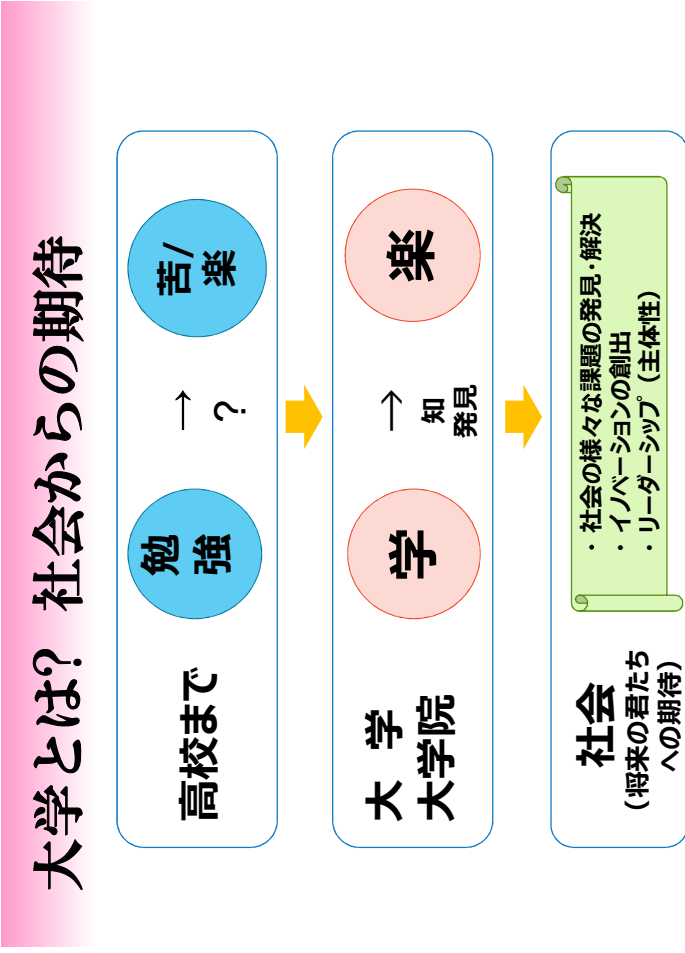 大学とは? 社会からの期待
高校まで
勉
強
→
?
苦/
楽
大 学
大学院
学
→
知
発見
楽
社会
(将来の君たち
への期待)
・社会の様々な課題の発見・解決
・イノベーションの創出
・リーダーシップ(主体性)